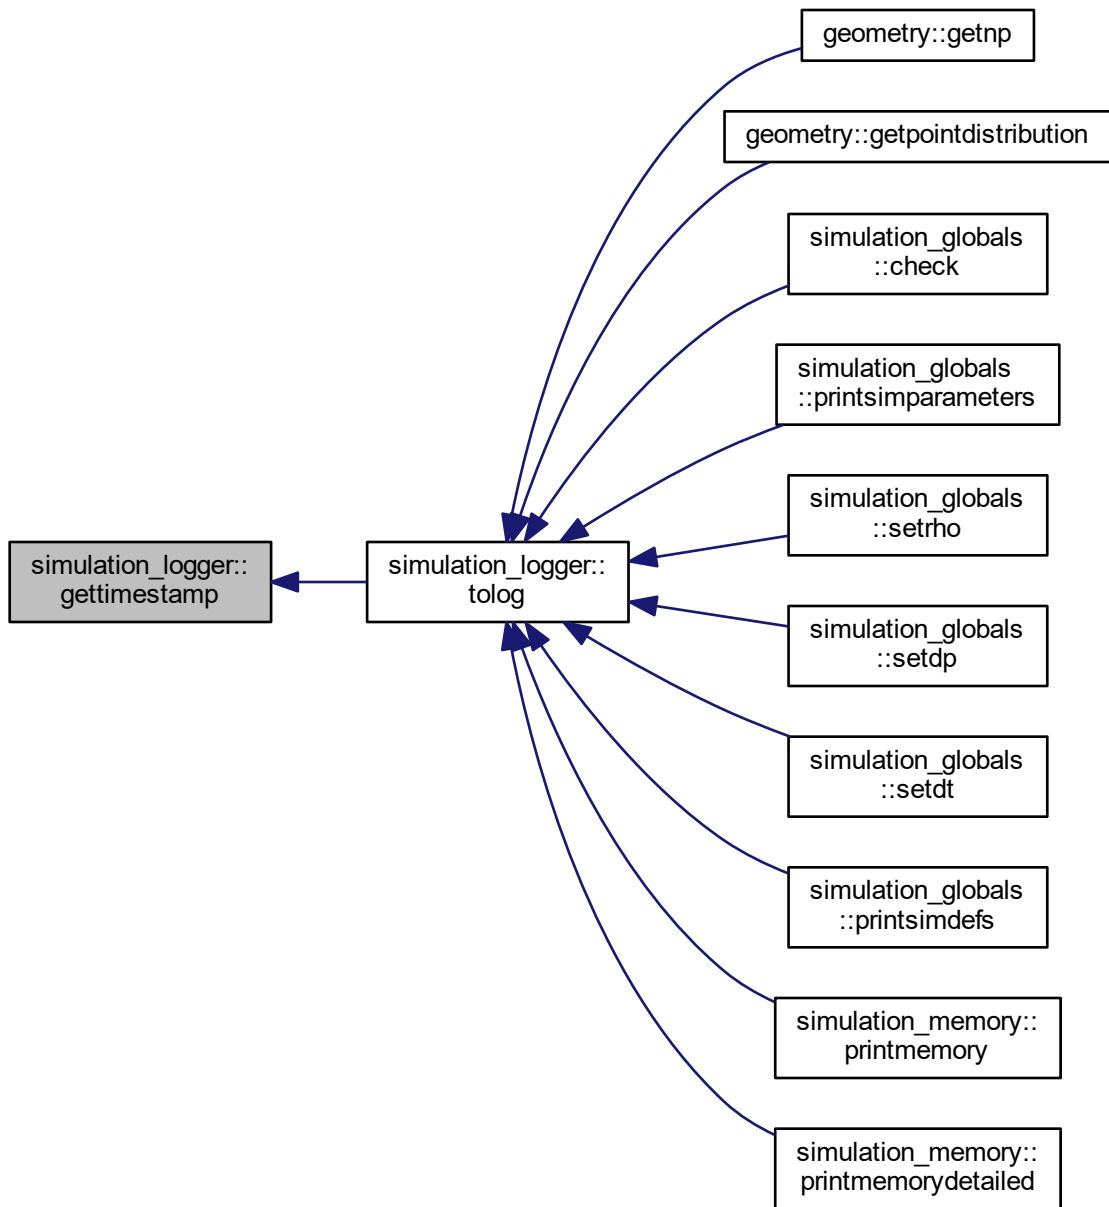 geometry::getnp
geometry::getpointdistribution
simulation_globals
::check
simulation_globals
::printsimparameters
simulation_globals
::setrho
simulation_logger::
gettimestamp
simulation_logger::
tolog
simulation_globals
::setdp
simulation_globals
::setdt
simulation_globals
::printsimdefs
simulation_memory::
printmemory
simulation_memory::
printmemorydetailed